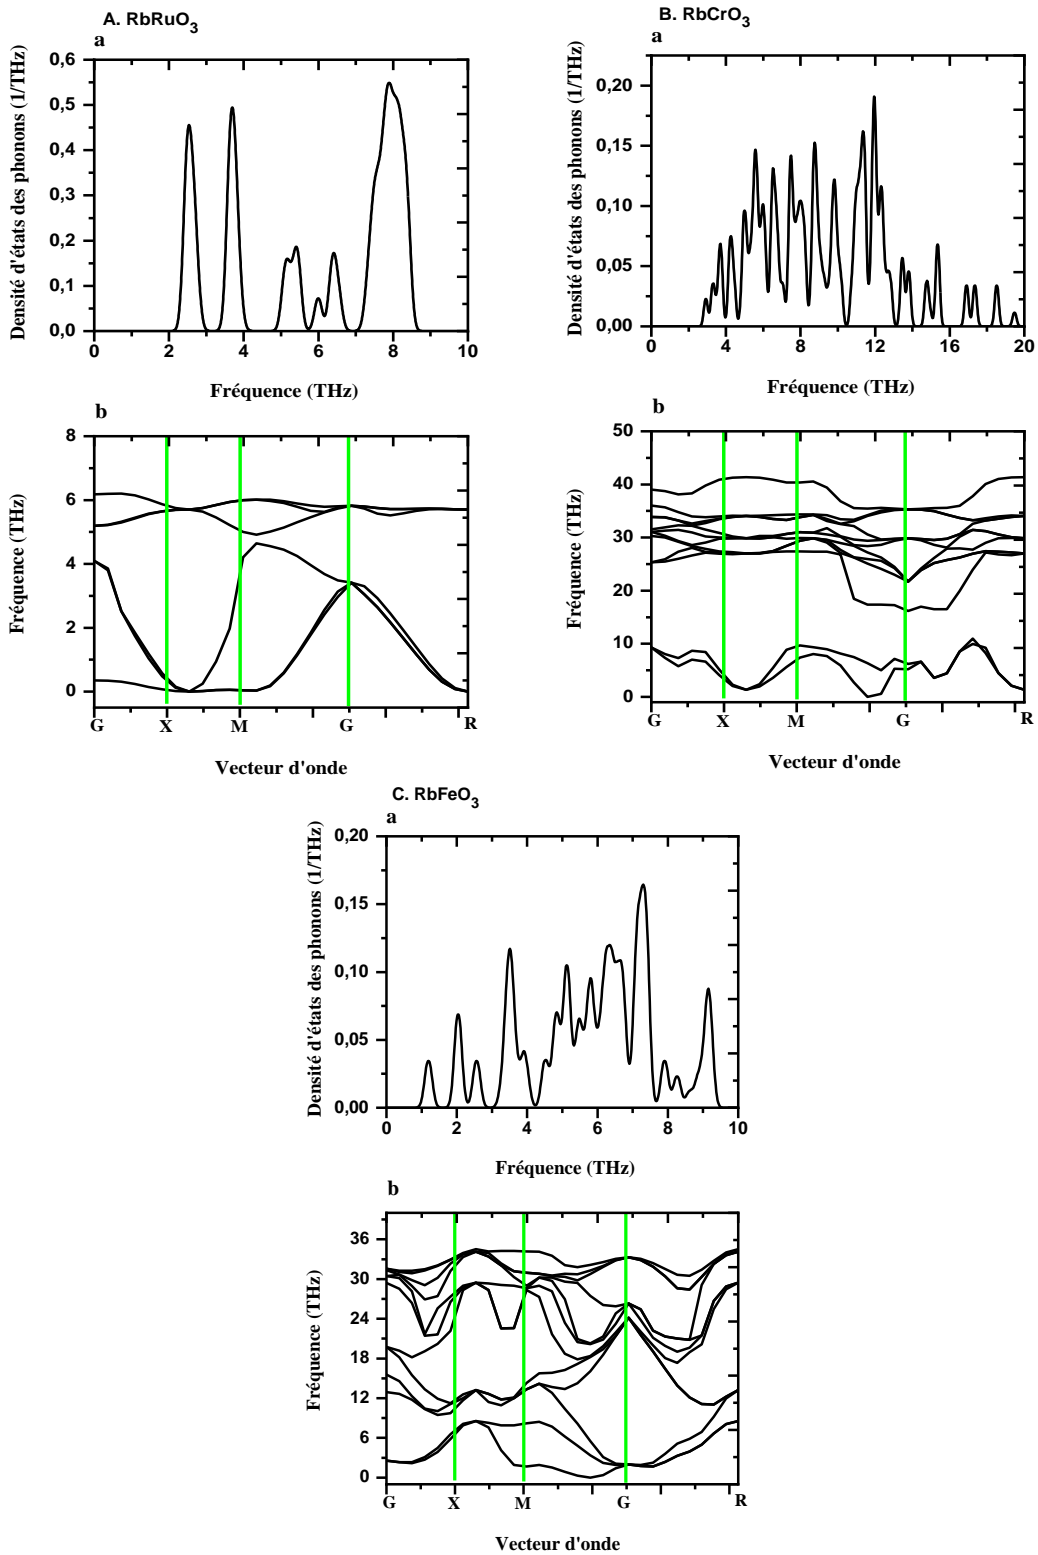 A. RbRuO3
a
Densité d'états des phonons (1/THz)
0,6
0,5
0,4
0,3
0,2
0,1
0,0
0 2 4 6 8 10
Fréquence (THz)
b
Fréquence (THz)
8
6
4
2
0
G X M G R
Vecteur d'onde
B. RbCrO3
a
Densité d'états des phonons (1/THz)
0,20
0,15
0,10
0,05
0,00
0 4 8 12 16 20
Fréquence (THz)
b
Fréquence (THz)
50
40
30
20
10
0
G X M G R
Vecteur d'onde
C. RbFeO3
a
Densité d'états des phonons (1/THz)
0,20
0,15
0,10
0,05
0,00
0 2 4 6 8 10
Fréquence (THz)
b
Fréquence (THz)
36
30
24
18
12
6
0
G X M G R
Vecteur d'onde